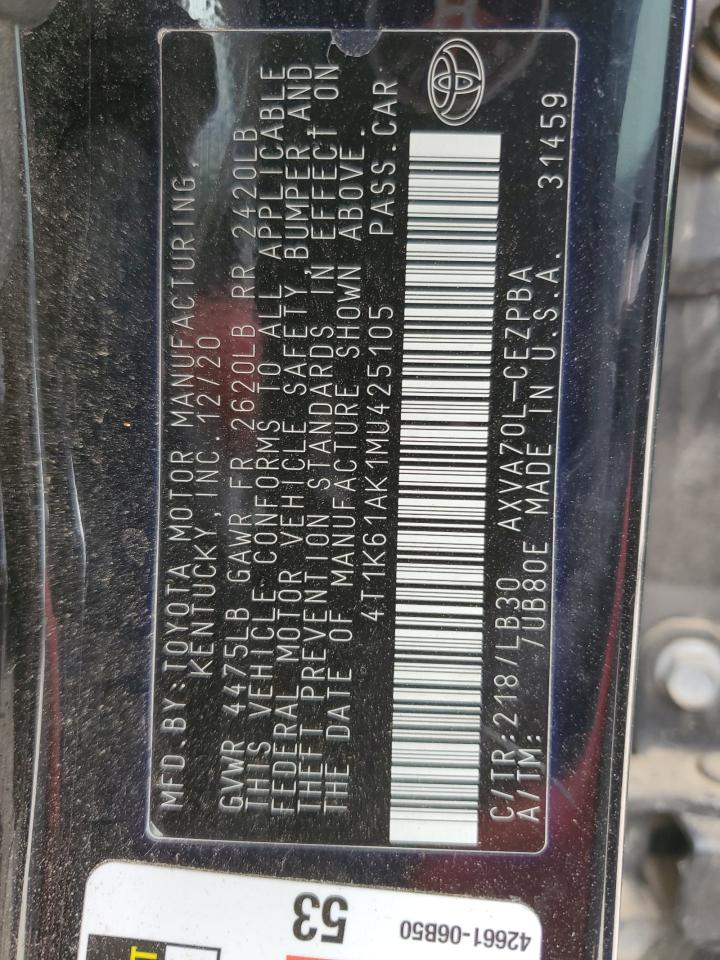 MFD.BY:TOYOTA MOTOR MANUFACTURING,
KENTUCKY,INC.12/20
GVWR 4475LB GAWR FR 2620LB RR 2420LB
THIS VEHICLE CONFORMS TO ALL APPLICABLE
FEDERAL MOTOR VEHICLE SAFETY,BUMPER AND
THEFT PREVENTION STANDARDS IN EFFECT ON
THE DATE OF MANUFACTURE SHOWN ABOVE.
4T1K61AK1MU425105 PASS.CAR
C/TR:218/LB30 AXVA70L-CEZPBA
A/TM: 7UB80E MADE IN U.S.A. 31459
53
42661-06B50